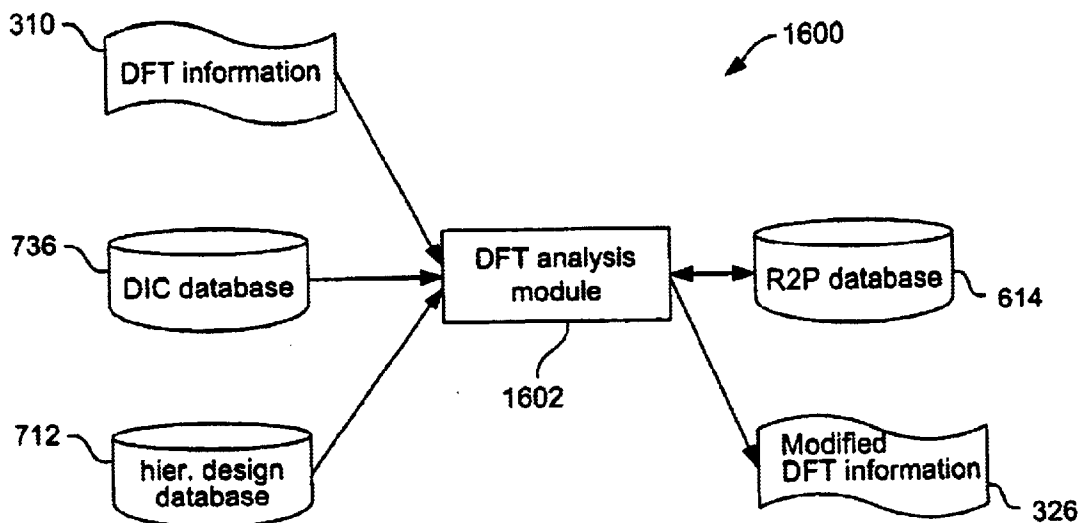 310
DFT information
1600
736
DIC database
DFT analysis
module
1602
R2P database
614
712
hier. design
database
Modified
DFT information
326